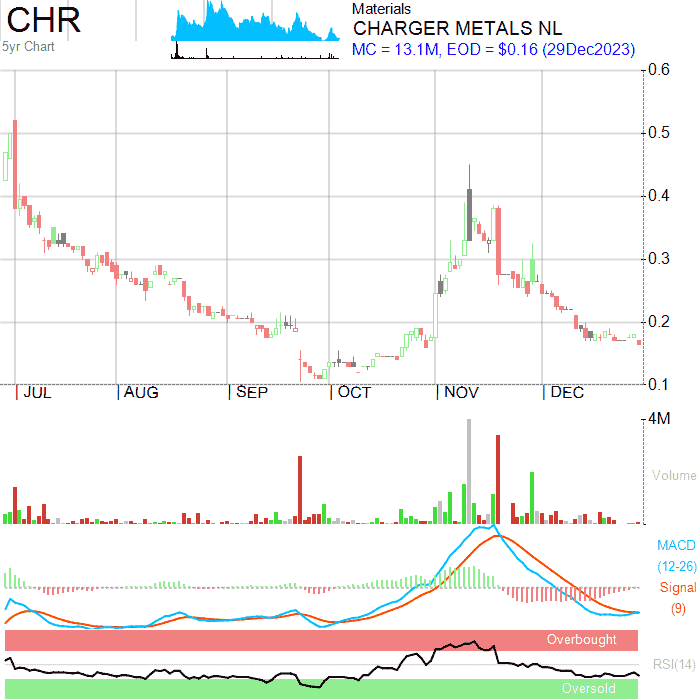 CHR
5yr Chart
Materials
CHARGER METALS NL
MC = 13.1M, EOD = $0.16 (29Dec2023)
0.6
0.5
0.4
0.3
0.2
0.1
JUL AUG SEP OCT NOV DEC
4M
Volume
MACD
(12-26)
Signal
(9)
Overbought
RSI(14)
Oversold